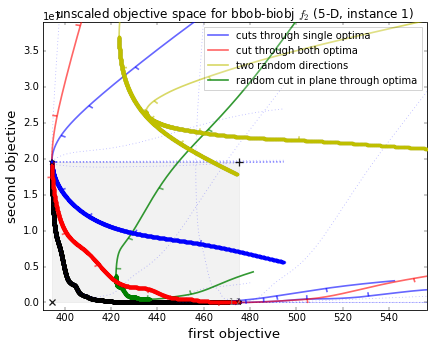 unscaled objective space for bbob-biobj f₂ (5-D, instance 1)
1e7
cuts through single optima
cut through both optima
two random directions
random cut in plane through optima
3.5
3.0
2.5
2.0
1.5
1.0
0.5
0.0
second objective
400 420 440 460 480 500 520 540
first objective